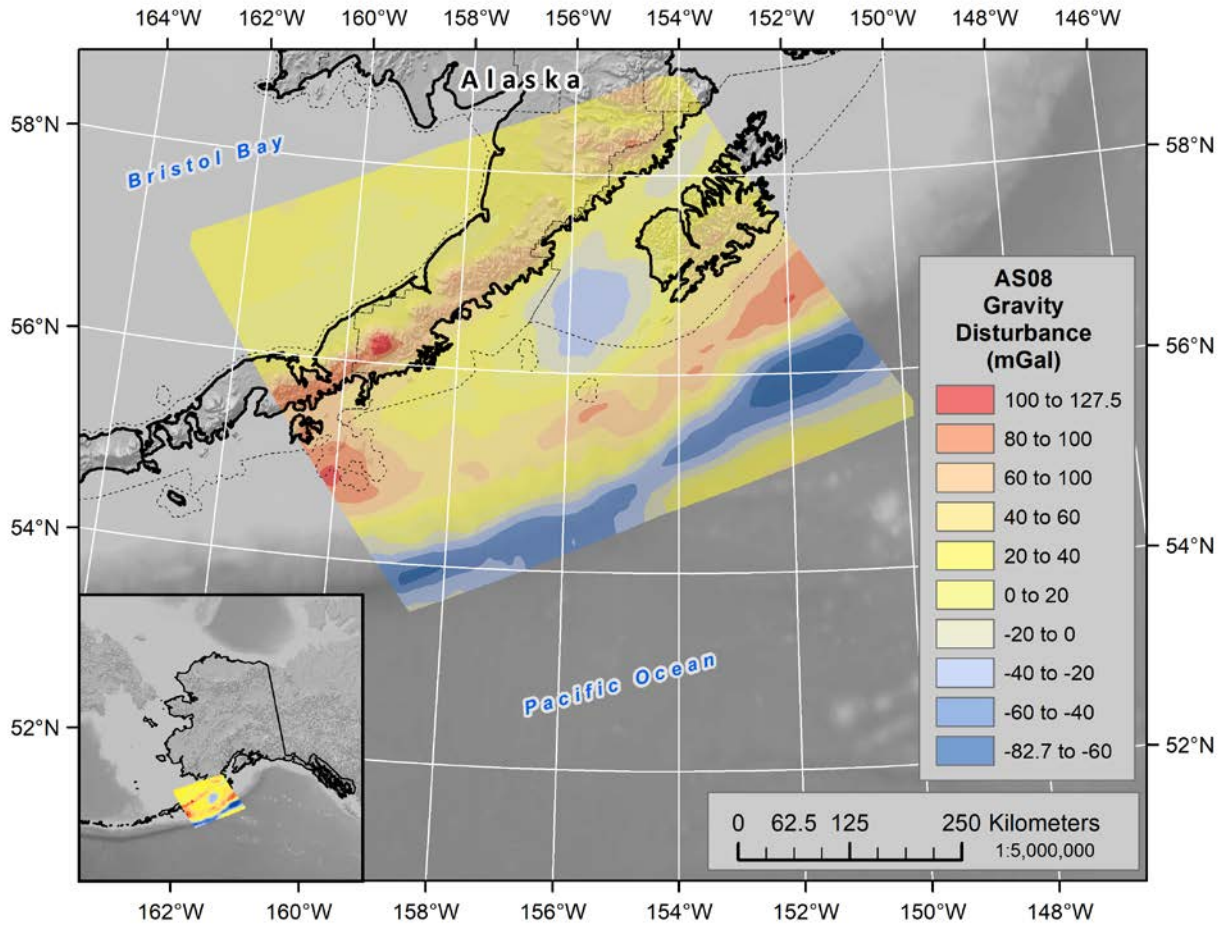 164°W 162°W 160°W 158°W 156°W 154°W 152°W 150°W 148°W 146°W
Alaska
58°N
Bristol Bay
58°N
56°N
56°N
54°N
54°N
52°N
52°N
Pacific Ocean
AS08
Gravity
Disturbance
(mGal)
100 to 127.5
80 to 100
60 to 100
40 to 60
20 to 40
0 to 20
-20 to 0
-40 to -20
-60 to -40
-82.7 to -60
0 62.5 125 250 Kilometers
1:5,000,000
162°W 160°W 158°W 156°W 154°W 152°W 150°W 148°W